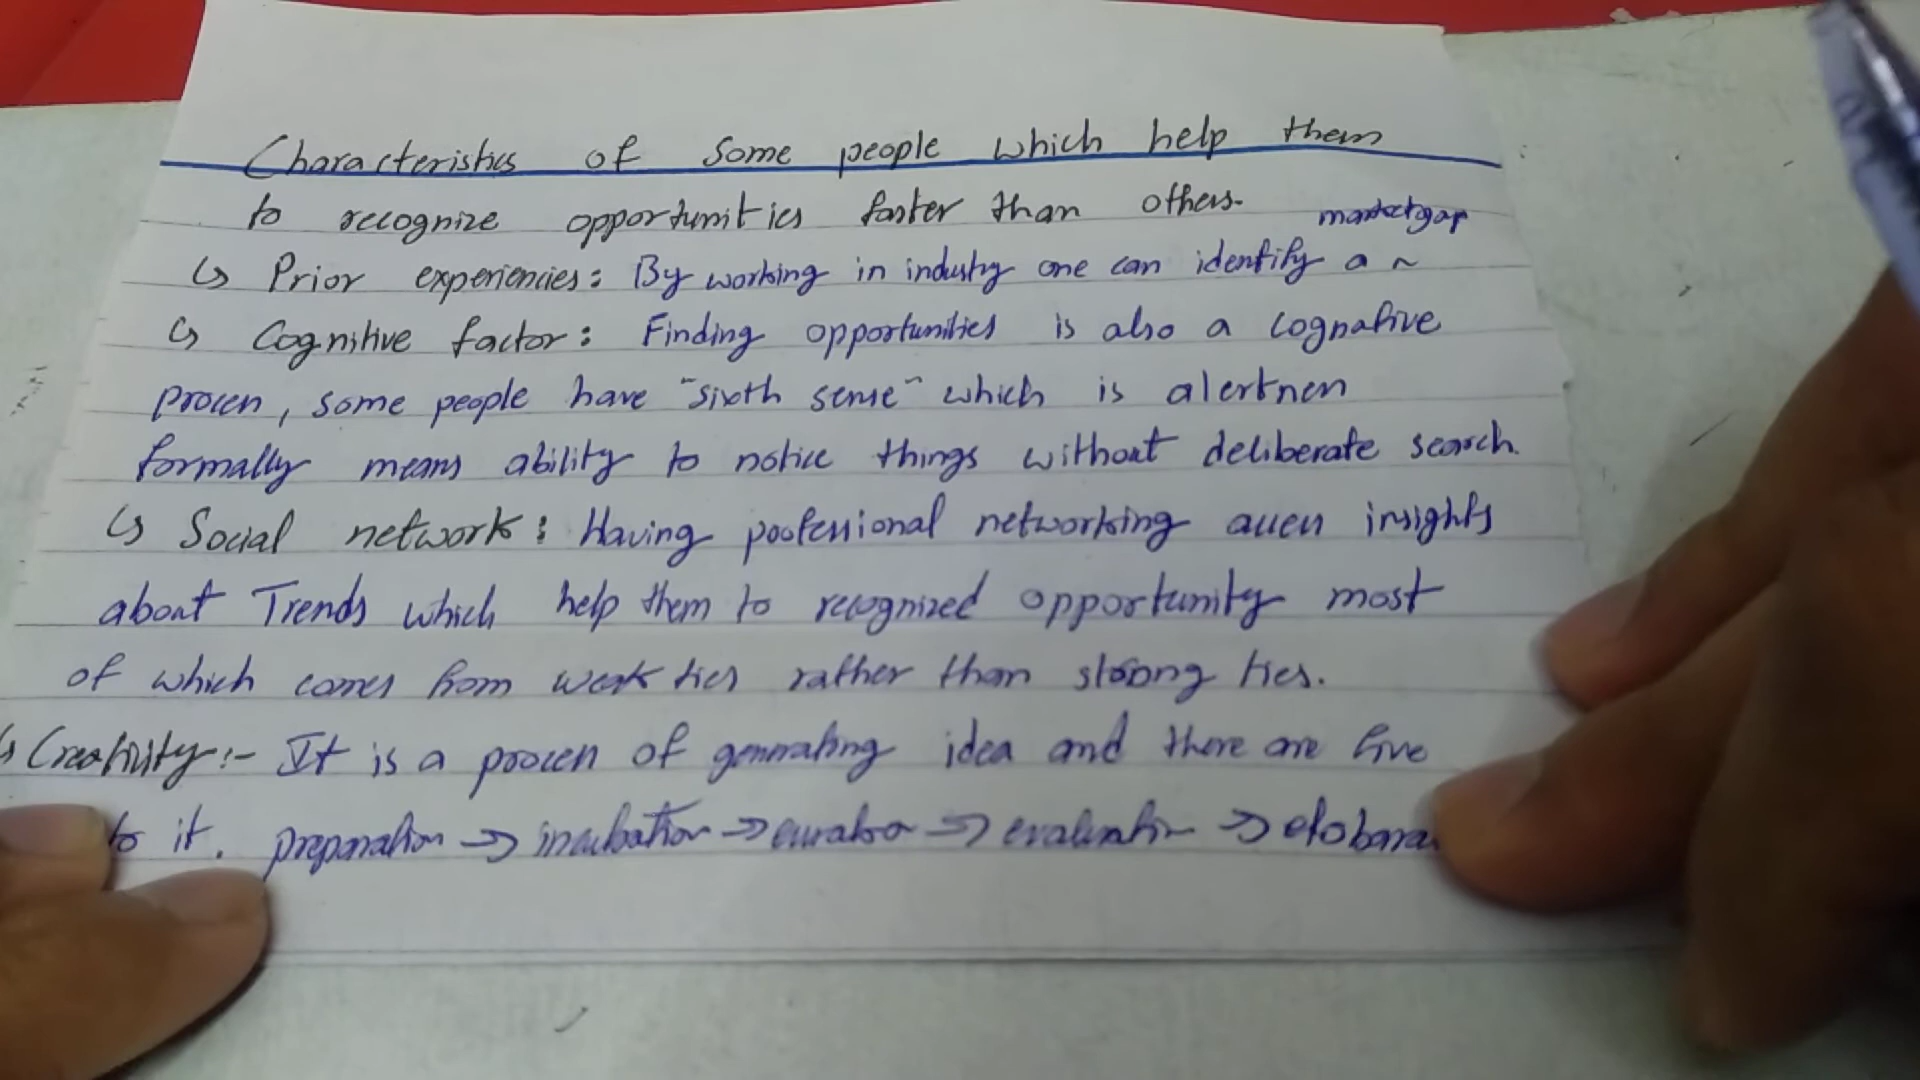 Characteristics of some people which help them
to recognize opportunities faster than others.
marketgap
↳ Prior experiencies: By working in industry one can identify a ~
↳ Cognitive factor: Finding opportunities is also a cognative
process, some people have "sixth sense" which is alertness
formally means ability to notice things without deliberate search.
↳ Social network: Having professional networking insights
about Trends which help them to recognized opportunity most
of which comes from weak ties rather than strong ties.
↳ Creativity:- It is a process of generating idea and there are five
to it. preparation → incubation → → evaluation →